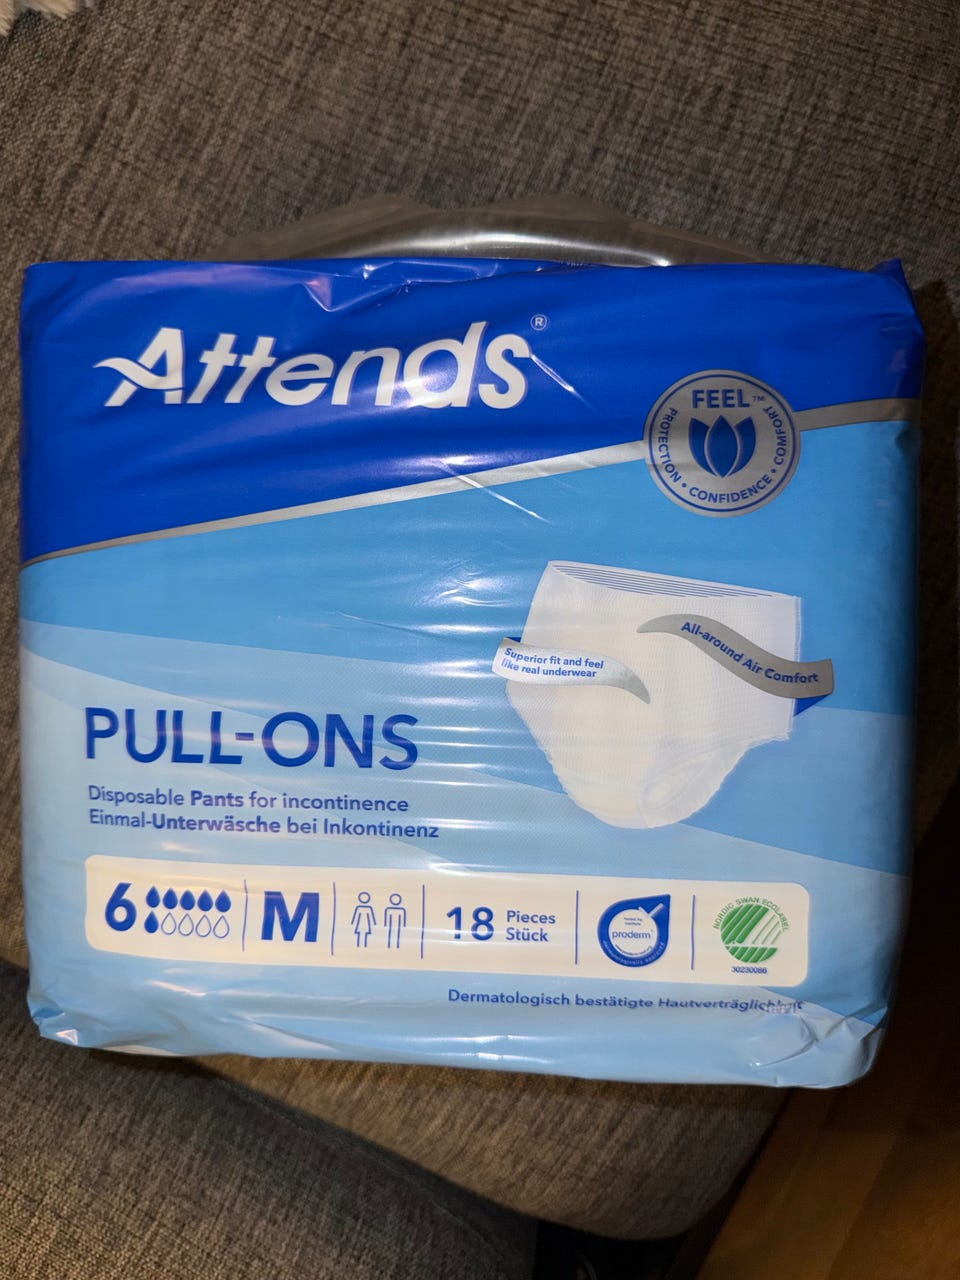 Attends®
FEEL™
PROTECTION • CONFIDENCE • COMFORT
All-around Air Comfort
Superior fit and feel
like real underwear
PULL-ONS
Disposable Pants for incontinence
Einmal-Unterwäsche bei Inkontinenz
6
M
18 Pieces
Stück
proderm
NORDIC SWAN ECOLABEL
30230086
Dermatologisch bestätigte Hautverträglichkeit